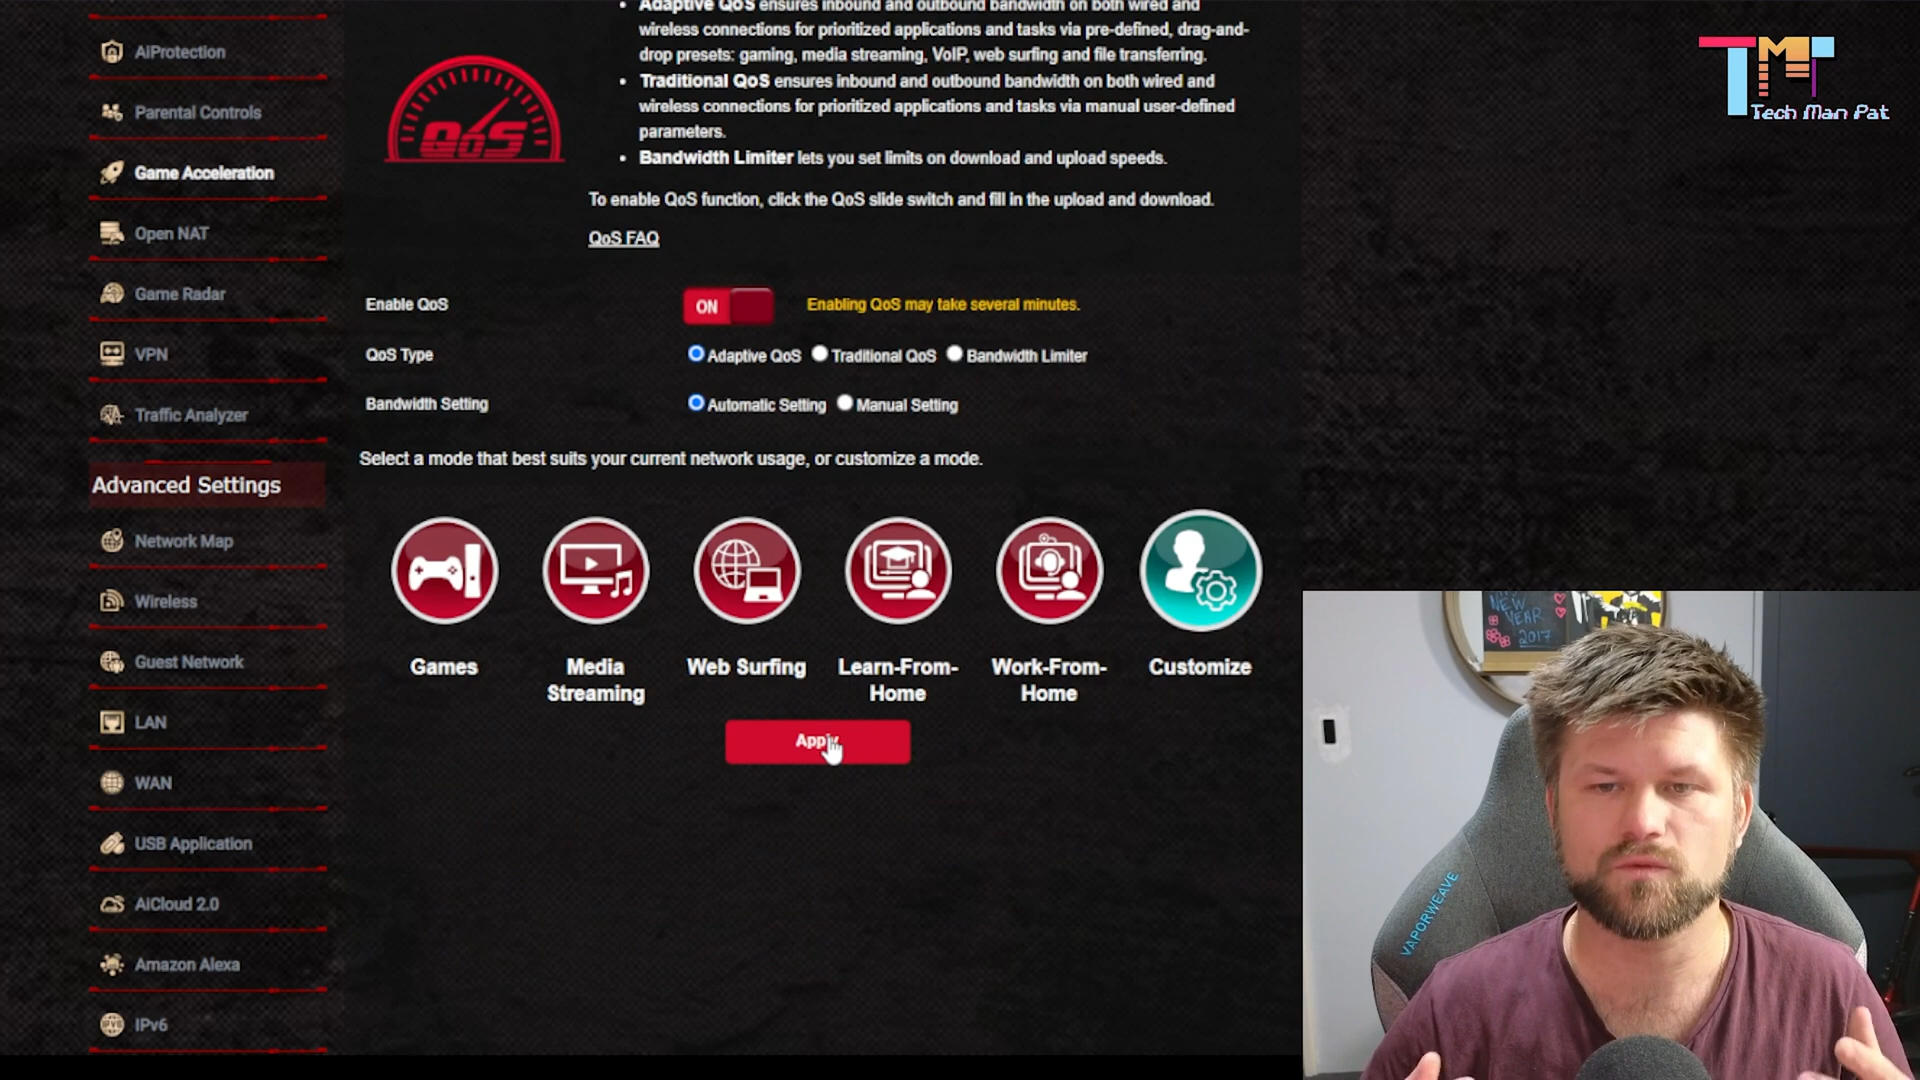 AiProtection
Parental Controls
Game Acceleration
Open NAT
Game Radar
VPN
Traffic Analyzer
Advanced Settings
Network Map
Wireless
Guest Network
LAN
WAN
USB Application
AiCloud 2.0
Amazon Alexa
IPv6
QoS
• Adaptive QoS ensures inbound and outbound bandwidth on both wired and
wireless connections for prioritized applications and tasks via pre-defined, drag-and-
drop presets: gaming, media streaming, VoIP, web surfing and file transferring.
• Traditional QoS ensures inbound and outbound bandwidth on both wired and
wireless connections for prioritized applications and tasks via manual user-defined
parameters.
• Bandwidth Limiter lets you set limits on download and upload speeds.
To enable QoS function, click the QoS slide switch and fill in the upload and download.
QoS FAQ
Enable QoS ON Enabling QoS may take several minutes.
QoS Type Adaptive QoS Traditional QoS Bandwidth Limiter
Bandwidth Setting Automatic Setting Manual Setting
Select a mode that best suits your current network usage, or customize a mode.
Games
Media
Streaming
Web Surfing
Learn-From-
Home
Work-From-
Home
Customize
Apply
TMP
Tech Man Pat
NEW
YEAR
2017
VAPORWEAVE